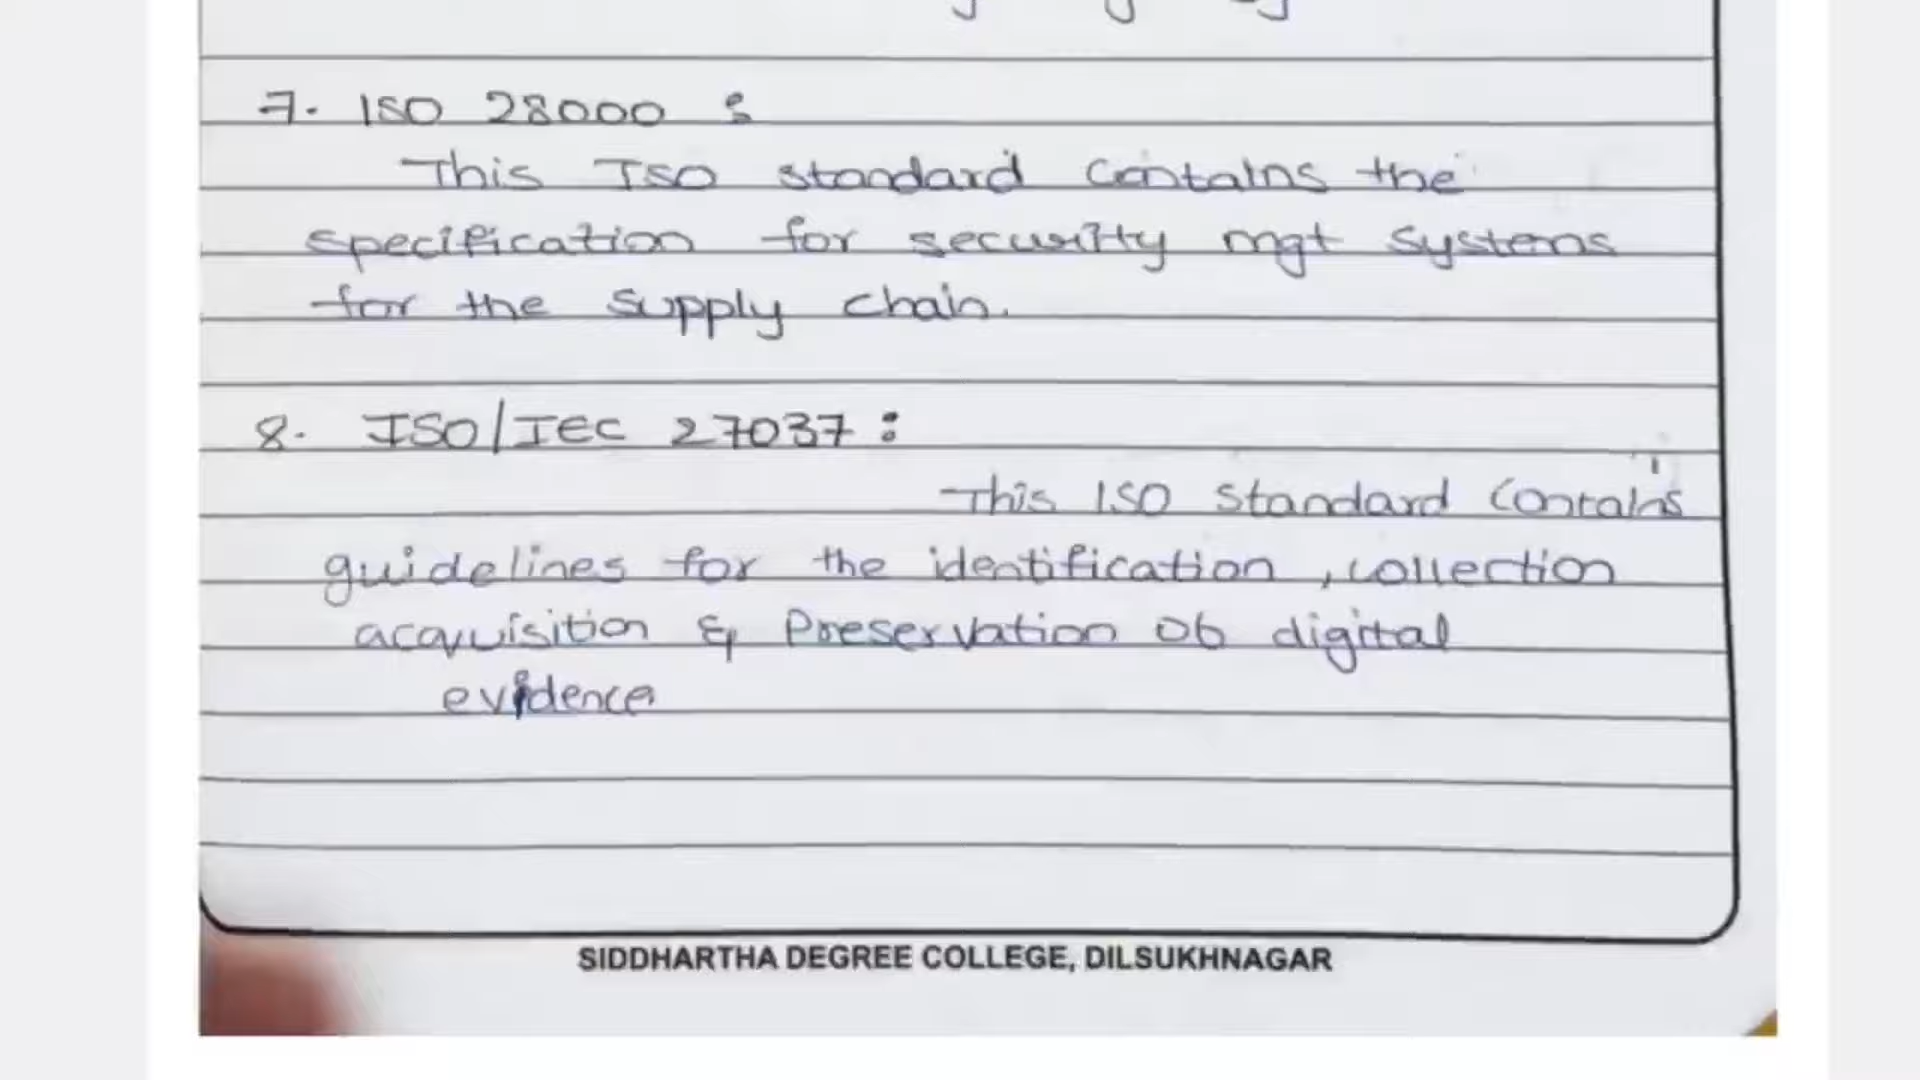 7. ISO 28000 :
This ISO standard contains the
specification for security mgt systems
for the supply chain.
8. ISO/IEC 27037 :
This ISO standard contains
guidelines for the identification, collection
acquisition & Preservation of digital
evidence
SIDDHARTHA DEGREE COLLEGE, DILSUKHNAGAR